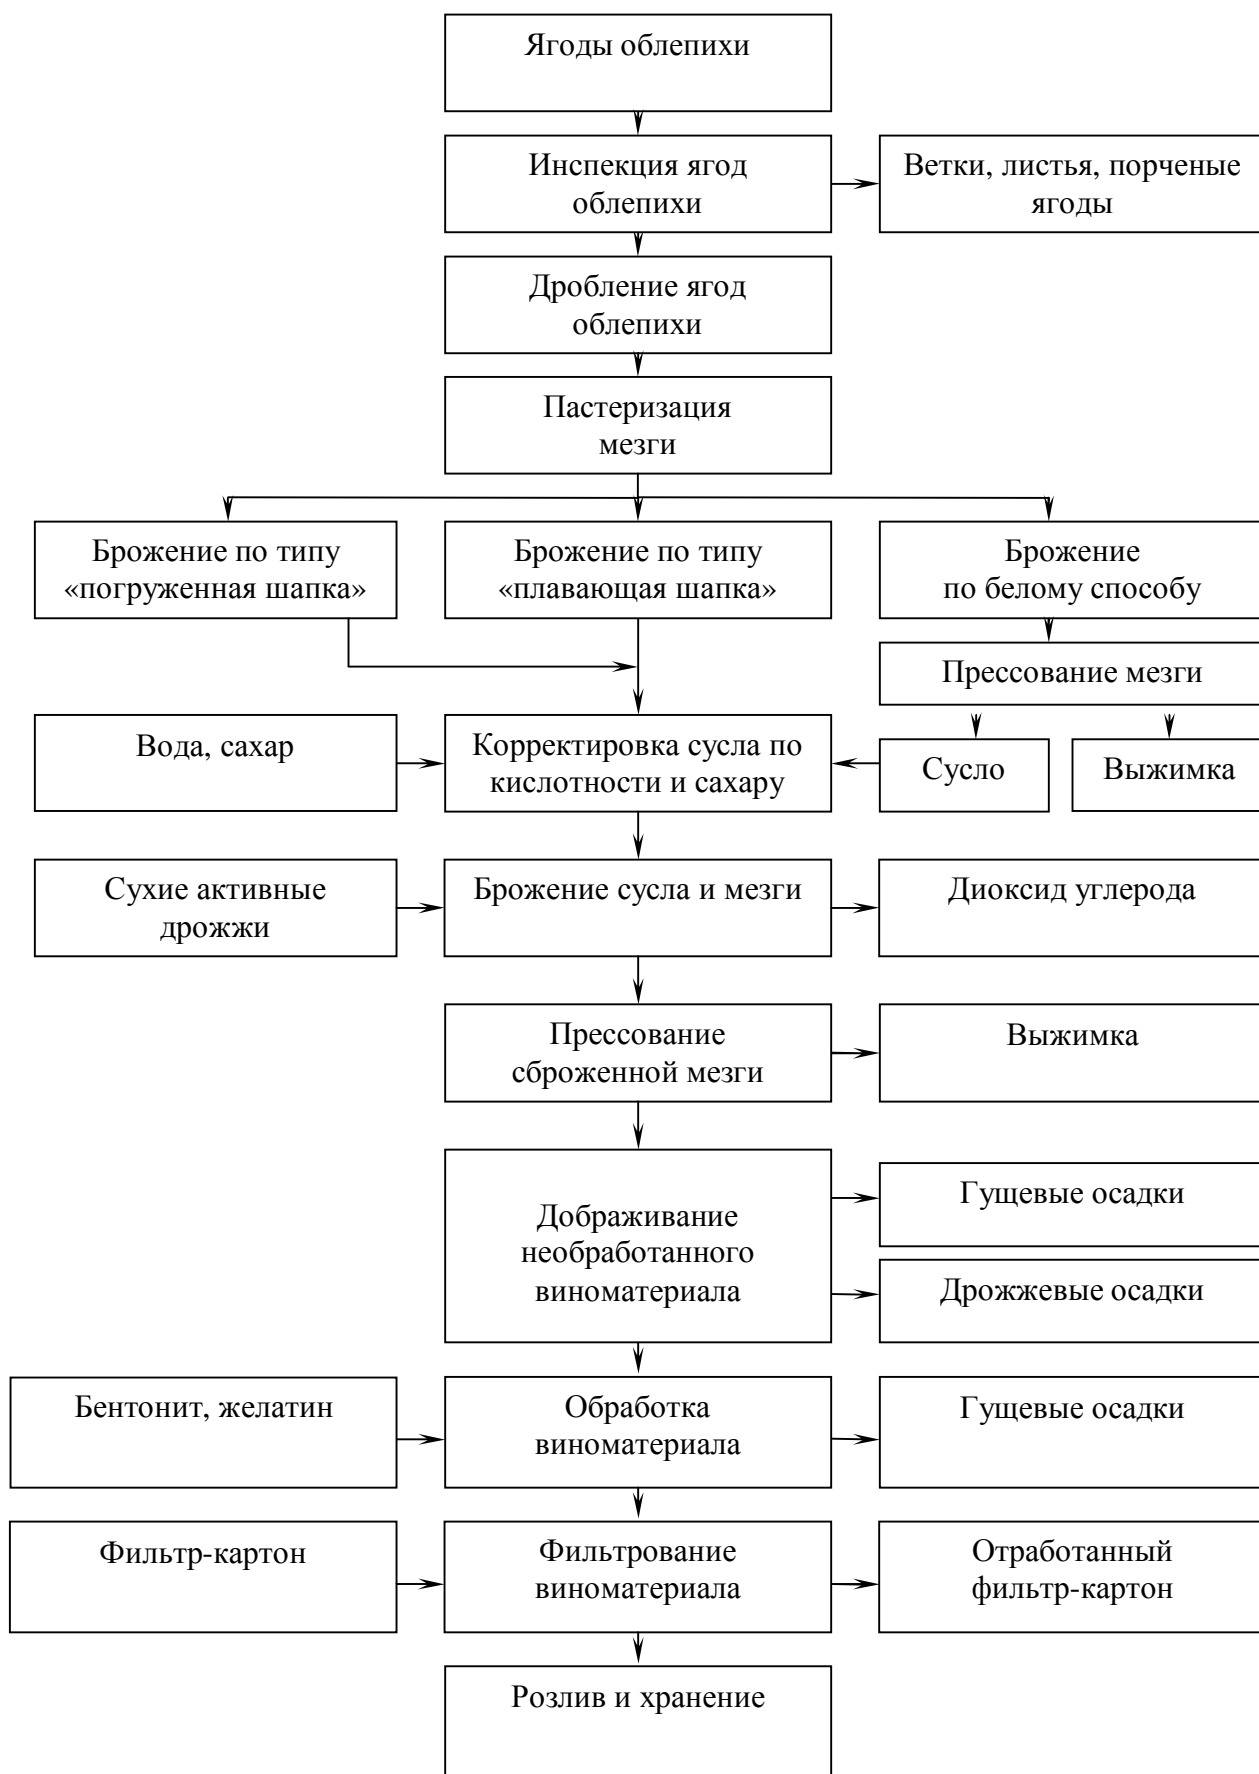 Ягоды облепихи
Инспекция ягод
облепихи
Ветки, листья, порченые
ягоды
Дробление ягод
облепихи
Пастеризация
мезги
Брожение по типу
«погруженная шапка»
Брожение по типу
«плавающая шапка»
Брожение
по белому способу
Прессование мезги
Вода, сахар
Корректировка сусла по
кислотности и сахару
Сусло
Выжимка
Сухие активные
дрожжи
Брожение сусла и мезги
Диоксид углерода
Прессование
сброженной мезги
Выжимка
Дображивание
необработанного
виноматериала
Гущевые осадки
Дрожжевые осадки
Бентонит, желатин
Обработка
виноматериала
Гущевые осадки
Фильтр-картон
Фильтрование
виноматериала
Отработанный
фильтр-картон
Розлив и хранение